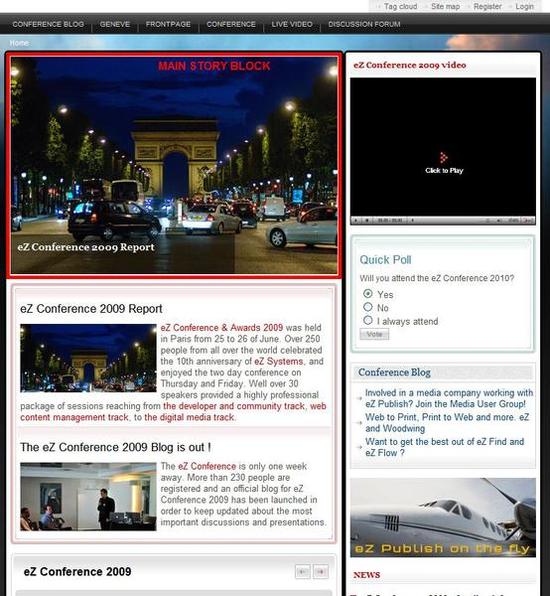 Tag cloud Site map Register Login
CONFERENCE BLOG GENEVE FRONTPAGE CONFERENCE LIVE VIDEO DISCUSSION FORUM
Home
MAIN STORY BLOCK
eZ Conference 2009 Report
eZ Conference 2009 Report
eZ Conference & Awards 2009 was held
in Paris from 25 to 26 of June. Over 250
people from all over the world celebrated
the 10th anniversary of eZ Systems, and
enjoyed the two day conference on
Thursday and Friday. Well over 30
speakers provided a highly professional
package of sessions reaching from the developer and community track, web
content management track, to the digital media track.
The eZ Conference 2009 Blog is out !
The eZ Conference is only one week
away. More than 230 people are
registered and an official blog for eZ
Conference 2009 has been launched in
order to keep updated about the most
important discussions and presentations.
eZ Conference 2009
eZ Conference 2009 video
Click to Play
Quick Poll
Will you attend the eZ Conference 2010?
Yes
No
I always attend
Vote
Conference Blog
Involved in a media company working with
eZ Publish? Join the Media User Group!
Web to Print, Print to Web and more. eZ
and Woodwing
Want to get the best out of eZ Find and
eZ Flow ?
eZ Publish on the fly
NEWS